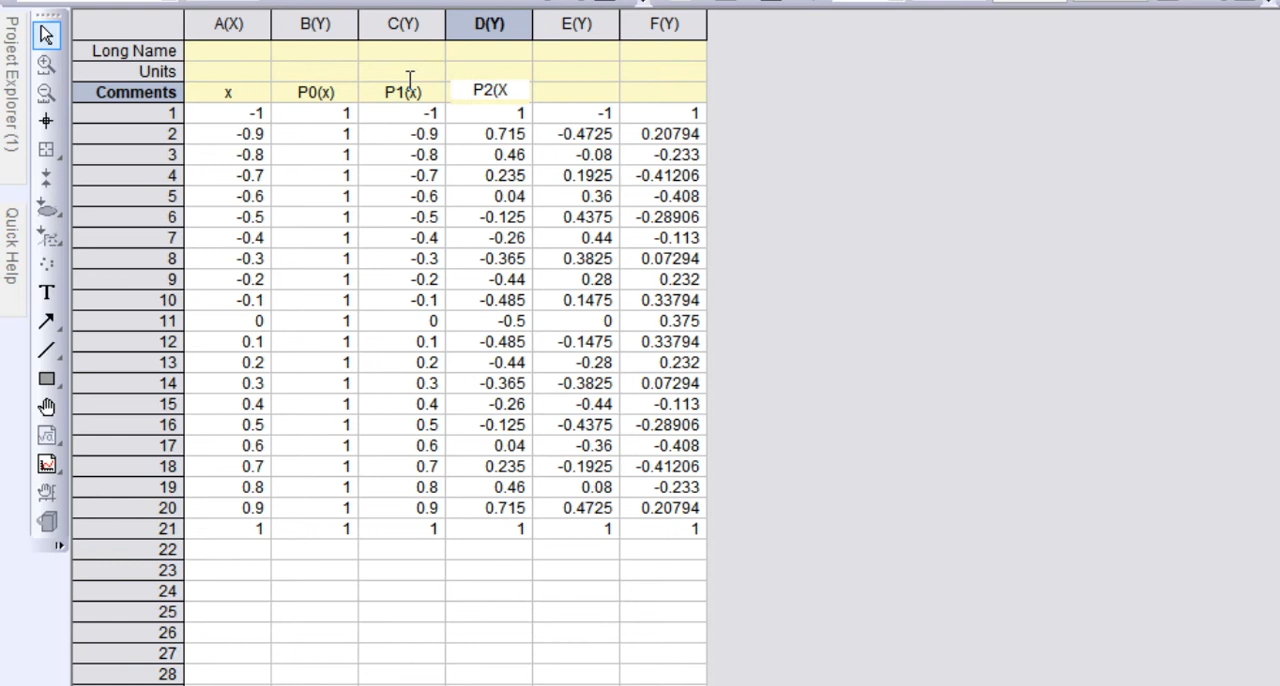 Project Explorer (1)
Quick Help
A(X) B(Y) C(Y) D(Y) E(Y) F(Y)
Long Name
Units
Comments x P0(x) P1(x) P2(X
1 -1 1 -1 1 -1 1
2 -0.9 1 -0.9 0.715 -0.4725 0.20794
3 -0.8 1 -0.8 0.46 -0.08 -0.233
4 -0.7 1 -0.7 0.235 0.1925 -0.41206
5 -0.6 1 -0.6 0.04 0.36 -0.408
6 -0.5 1 -0.5 -0.125 0.4375 -0.28906
7 -0.4 1 -0.4 -0.26 0.44 -0.113
8 -0.3 1 -0.3 -0.365 0.3825 0.07294
9 -0.2 1 -0.2 -0.44 0.28 0.232
10 -0.1 1 -0.1 -0.485 0.1475 0.33794
11 0 1 0 -0.5 0 0.375
12 0.1 1 0.1 -0.485 -0.1475 0.33794
13 0.2 1 0.2 -0.44 -0.28 0.232
14 0.3 1 0.3 -0.365 -0.3825 0.07294
15 0.4 1 0.4 -0.26 -0.44 -0.113
16 0.5 1 0.5 -0.125 -0.4375 -0.28906
17 0.6 1 0.6 0.04 -0.36 -0.408
18 0.7 1 0.7 0.235 -0.1925 -0.41206
19 0.8 1 0.8 0.46 0.08 -0.233
20 0.9 1 0.9 0.715 0.4725 0.20794
21 1 1 1 1 1 1
22
23
24
25
26
27
28
T